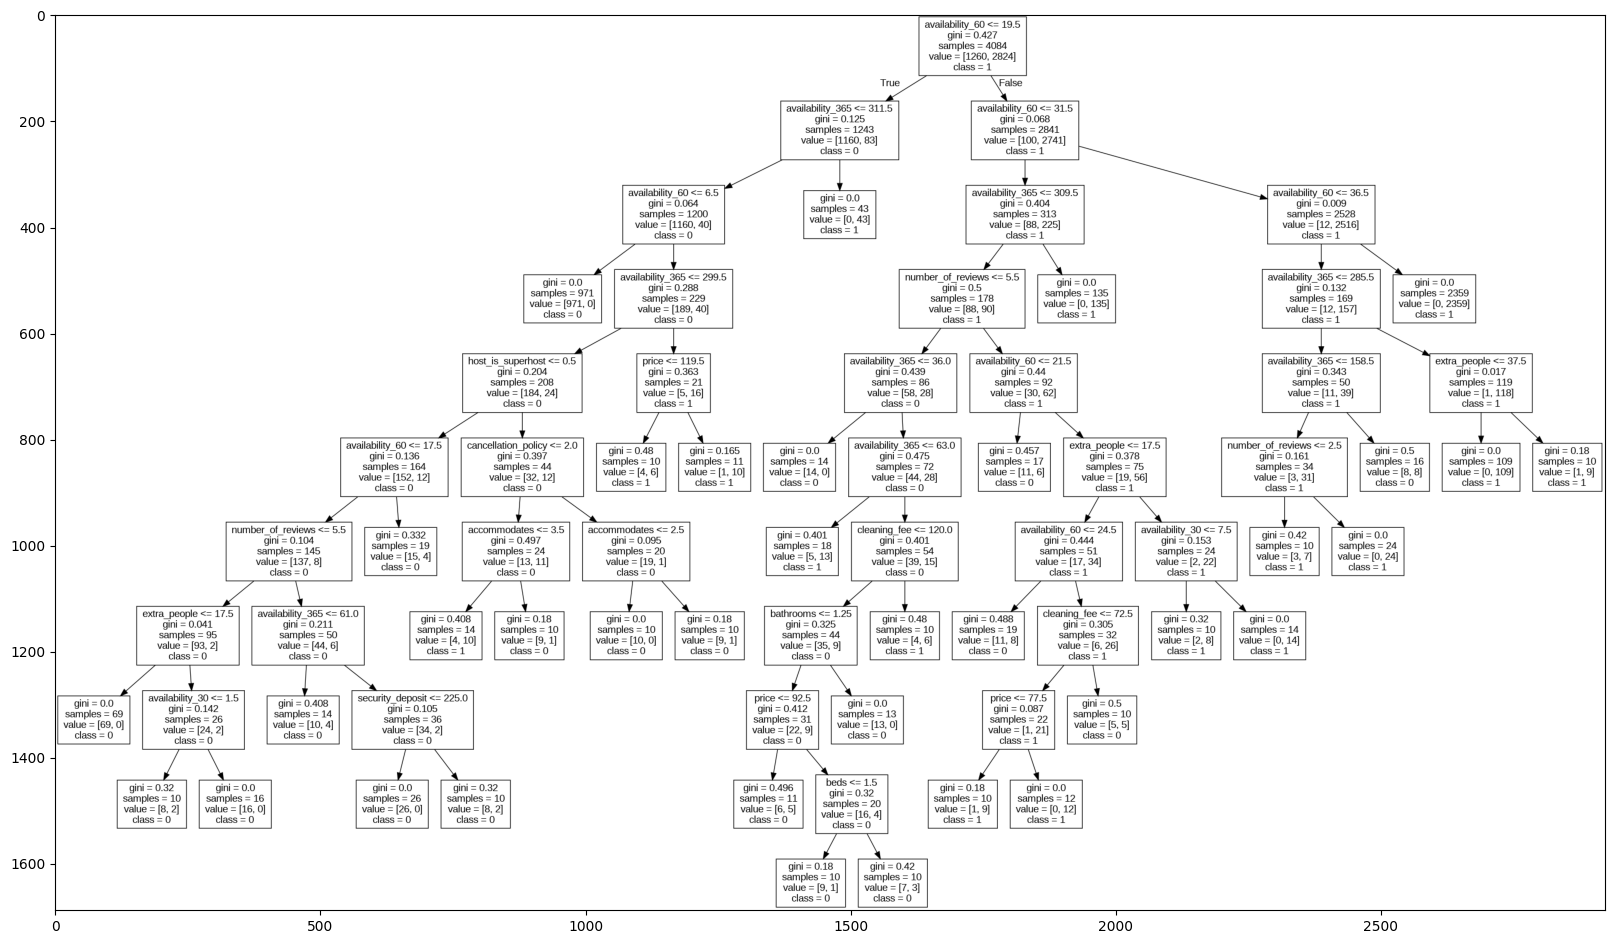 0
availability_60 <= 19.5
gini = 0.427
samples = 4084
value = [1260, 2824]
class = 1
True
False
availability_365 <= 311.5
gini = 0.125
samples = 1243
value = [1160, 83]
class = 0
availability_60 <= 31.5
gini = 0.068
samples = 2841
value = [100, 2741]
class = 1
200
availability_60 <= 6.5
gini = 0.064
samples = 1200
value = [1160, 40]
class = 0
gini = 0.0
samples = 43
value = [0, 43]
class = 1
availability_365 <= 309.5
gini = 0.404
samples = 313
value = [88, 225]
class = 1
availability_60 <= 36.5
gini = 0.009
samples = 2528
value = [12, 2516]
class = 1
400
gini = 0.0
samples = 971
value = [971, 0]
class = 0
availability_365 <= 299.5
gini = 0.288
samples = 229
value = [189, 40]
class = 0
number_of_reviews <= 5.5
gini = 0.5
samples = 178
value = [88, 90]
class = 1
gini = 0.0
samples = 135
value = [0, 135]
class = 1
availability_365 <= 285.5
gini = 0.132
samples = 169
value = [12, 157]
class = 1
gini = 0.0
samples = 2359
value = [0, 2359]
class = 1
600
host_is_superhost <= 0.5
gini = 0.204
samples = 208
value = [184, 24]
class = 0
price <= 119.5
gini = 0.363
samples = 21
value = [5, 16]
class = 1
availability_365 <= 36.0
gini = 0.439
samples = 86
value = [58, 28]
class = 0
availability_60 <= 21.5
gini = 0.44
samples = 92
value = [30, 62]
class = 1
availability_365 <= 158.5
gini = 0.343
samples = 50
value = [11, 39]
class = 1
extra_people <= 37.5
gini = 0.017
samples = 119
value = [1, 118]
class = 1
800
availability_60 <= 17.5
gini = 0.136
samples = 164
value = [152, 12]
class = 0
cancellation_policy <= 2.0
gini = 0.397
samples = 44
value = [32, 12]
class = 0
gini = 0.48
samples = 10
value = [4, 6]
class = 1
gini = 0.165
samples = 11
value = [1, 10]
class = 1
gini = 0.0
samples = 14
value = [14, 0]
class = 0
availability_365 <= 63.0
gini = 0.475
samples = 72
value = [44, 28]
class = 0
gini = 0.457
samples = 17
value = [11, 6]
class = 0
extra_people <= 17.5
gini = 0.378
samples = 75
value = [19, 56]
class = 1
number_of_reviews <= 2.5
gini = 0.161
samples = 34
value = [3, 31]
class = 1
gini = 0.5
samples = 16
value = [8, 8]
class = 0
gini = 0.0
samples = 109
value = [0, 109]
class = 1
gini = 0.18
samples = 10
value = [1, 9]
class = 1
1000
number_of_reviews <= 5.5
gini = 0.104
samples = 145
value = [137, 8]
class = 0
gini = 0.332
samples = 19
value = [15, 4]
class = 0
accommodates <= 3.5
gini = 0.497
samples = 24
value = [13, 11]
class = 0
accommodates <= 2.5
gini = 0.095
samples = 20
value = [19, 1]
class = 0
gini = 0.401
samples = 18
value = [5, 13]
class = 1
cleaning_fee <= 120.0
gini = 0.401
samples = 54
value = [39, 15]
class = 0
availability_60 <= 24.5
gini = 0.444
samples = 51
value = [17, 34]
class = 1
availability_30 <= 7.5
gini = 0.153
samples = 24
value = [2, 22]
class = 1
gini = 0.42
samples = 10
value = [3, 7]
class = 1
gini = 0.0
samples = 24
value = [0, 24]
class = 1
1200
extra_people <= 17.5
gini = 0.041
samples = 95
value = [93, 2]
class = 0
availability_365 <= 61.0
gini = 0.211
samples = 50
value = [44, 6]
class = 0
gini = 0.408
samples = 14
value = [4, 10]
class = 1
gini = 0.18
samples = 10
value = [9, 1]
class = 0
gini = 0.0
samples = 10
value = [10, 0]
class = 0
gini = 0.18
samples = 10
value = [9, 1]
class = 0
bathrooms <= 1.25
gini = 0.325
samples = 44
value = [35, 9]
class = 0
gini = 0.48
samples = 10
value = [4, 6]
class = 1
gini = 0.488
samples = 19
value = [11, 8]
class = 0
cleaning_fee <= 72.5
gini = 0.305
samples = 32
value = [6, 26]
class = 1
gini = 0.32
samples = 10
value = [2, 8]
class = 1
gini = 0.0
samples = 14
value = [0, 14]
class = 1
gini = 0.0
samples = 69
value = [69, 0]
class = 0
availability_30 <= 1.5
gini = 0.142
samples = 26
value = [24, 2]
class = 0
gini = 0.408
samples = 14
value = [10, 4]
class = 0
security_deposit <= 225.0
gini = 0.105
samples = 36
value = [34, 2]
class = 0
price <= 92.5
gini = 0.412
samples = 31
value = [22, 9]
class = 0
gini = 0.0
samples = 13
value = [13, 0]
class = 0
price <= 77.5
gini = 0.087
samples = 22
value = [1, 21]
class = 1
gini = 0.5
samples = 10
value = [5, 5]
class = 0
1400
gini = 0.32
samples = 10
value = [8, 2]
class = 0
gini = 0.0
samples = 16
value = [16, 0]
class = 0
gini = 0.0
samples = 26
value = [26, 0]
class = 0
gini = 0.32
samples = 10
value = [8, 2]
class = 0
gini = 0.496
samples = 11
value = [6, 5]
class = 0
beds <= 1.5
gini = 0.32
samples = 20
value = [16, 4]
class = 0
gini = 0.18
samples = 10
value = [1, 9]
class = 1
gini = 0.0
samples = 12
value = [0, 12]
class = 1
1600
gini = 0.18
samples = 10
value = [9, 1]
class = 0
gini = 0.42
samples = 10
value = [7, 3]
class = 0
0
500
1000
1500
2000
2500